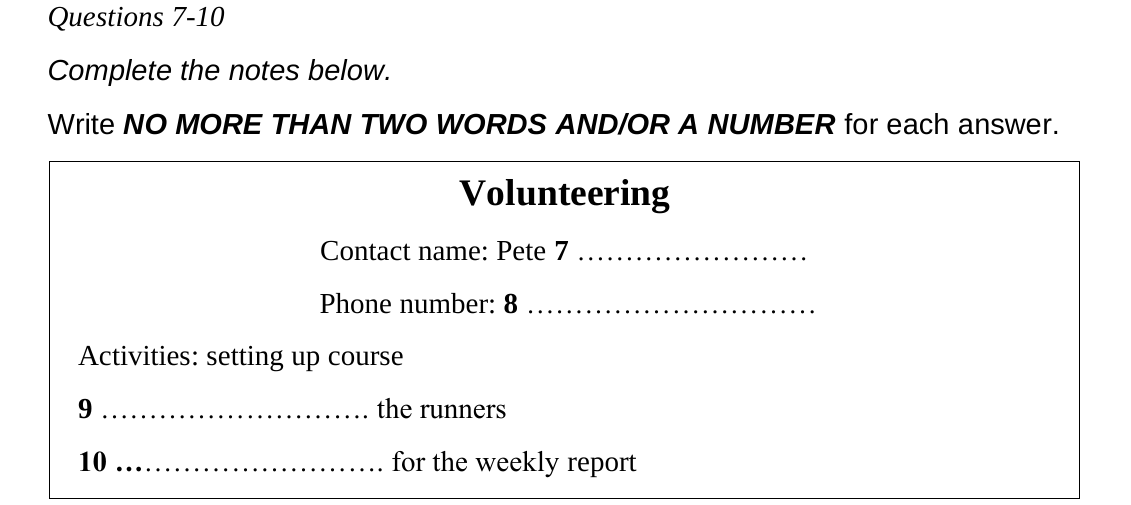 Questions 7-10
Complete the notes below.
Write NO MORE THAN TWO WORDS AND/OR A NUMBER for each answer.
Volunteering
Contact name: Pete 7 ……………………
Phone number: 8 …………………………
Activities: setting up course
9 ………………………. the runners
10 …………………………. for the weekly report